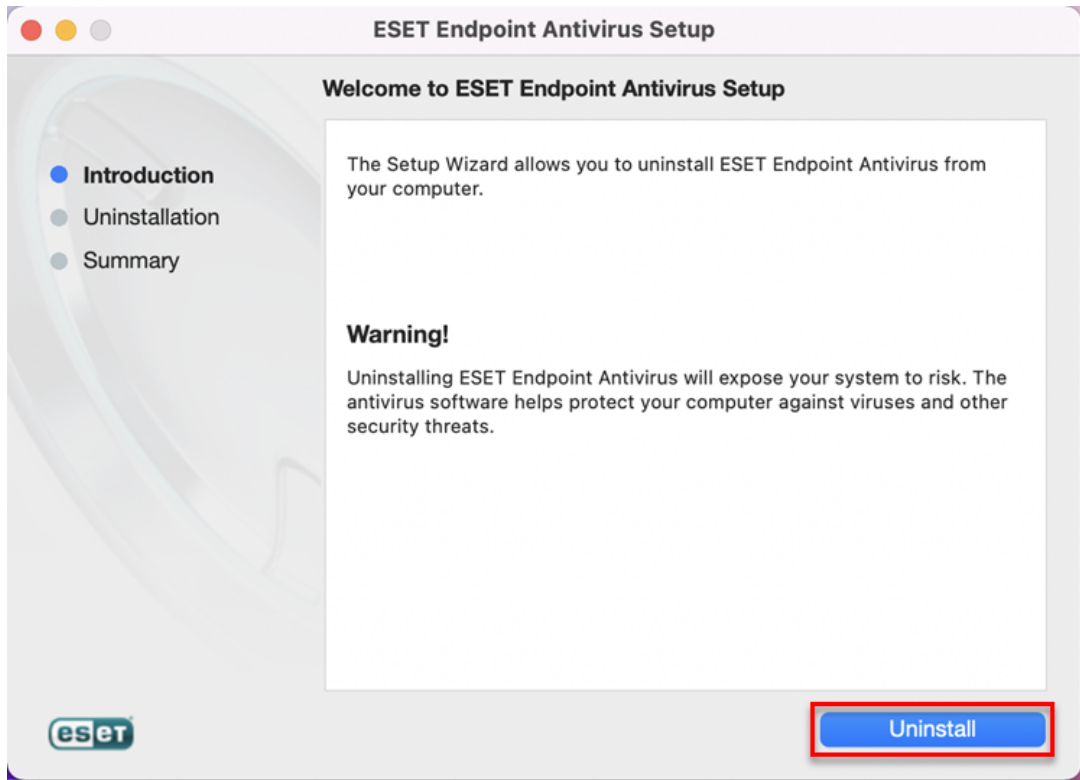 ESET Endpoint Antivirus Setup
Welcome to ESET Endpoint Antivirus Setup
Introduction
Uninstallation
Summary
The Setup Wizard allows you to uninstall ESET Endpoint Antivirus from
your computer.
Warning!
Uninstalling ESET Endpoint Antivirus will expose your system to risk. The
antivirus software helps protect your computer against viruses and other
security threats.
eset
Uninstall